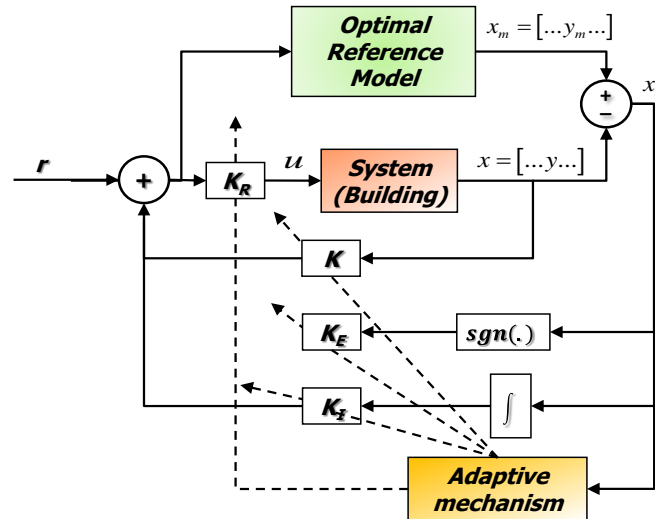 Optimal
Reference
Model
x_m = [...y_m...]
+
−
x
r
+
K_R
u
System
(Building)
x = [...y...]
K
K_E
sgn(.)
K_I
∫
Adaptive
mechanism